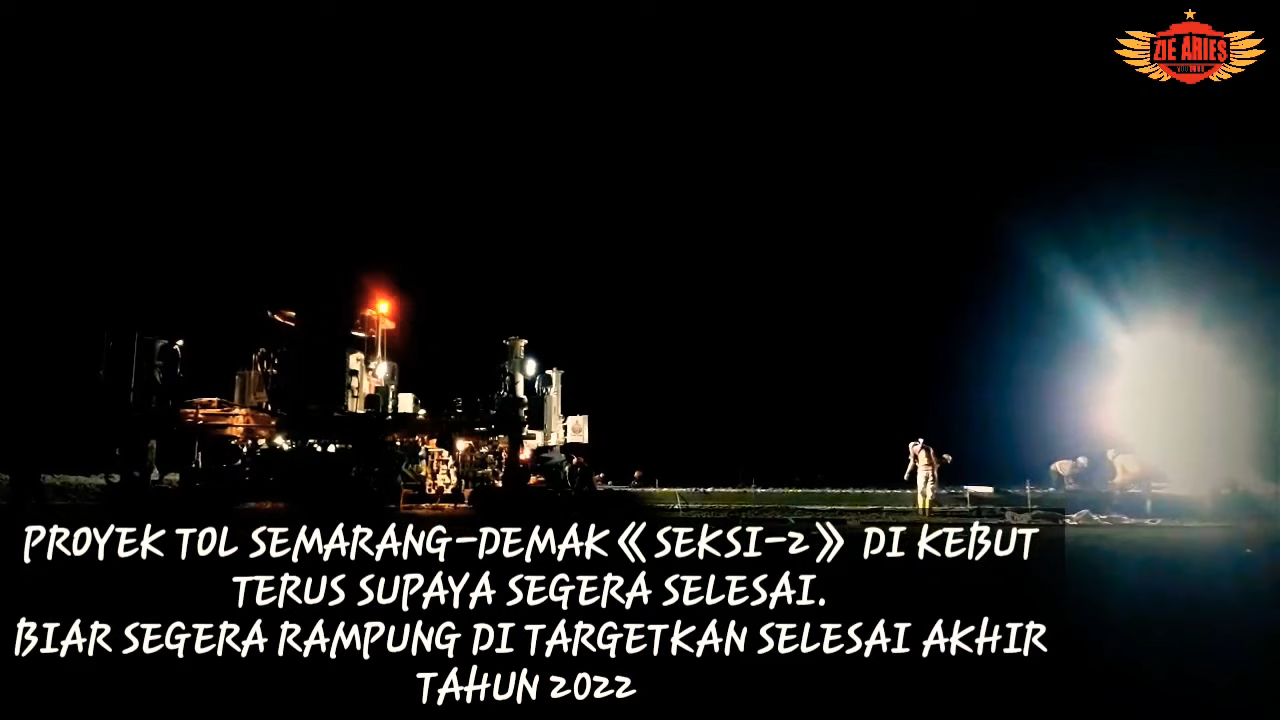 ZIE ARIES
PROYEK TOL SEMARANG-DEMAK《SEKSI-2》 DI KEBUT
TERUS SUPAYA SEGERA SELESAI.
BIAR SEGERA RAMPUNG DI TARGETKAN SELESAI AKHIR
TAHUN 2022